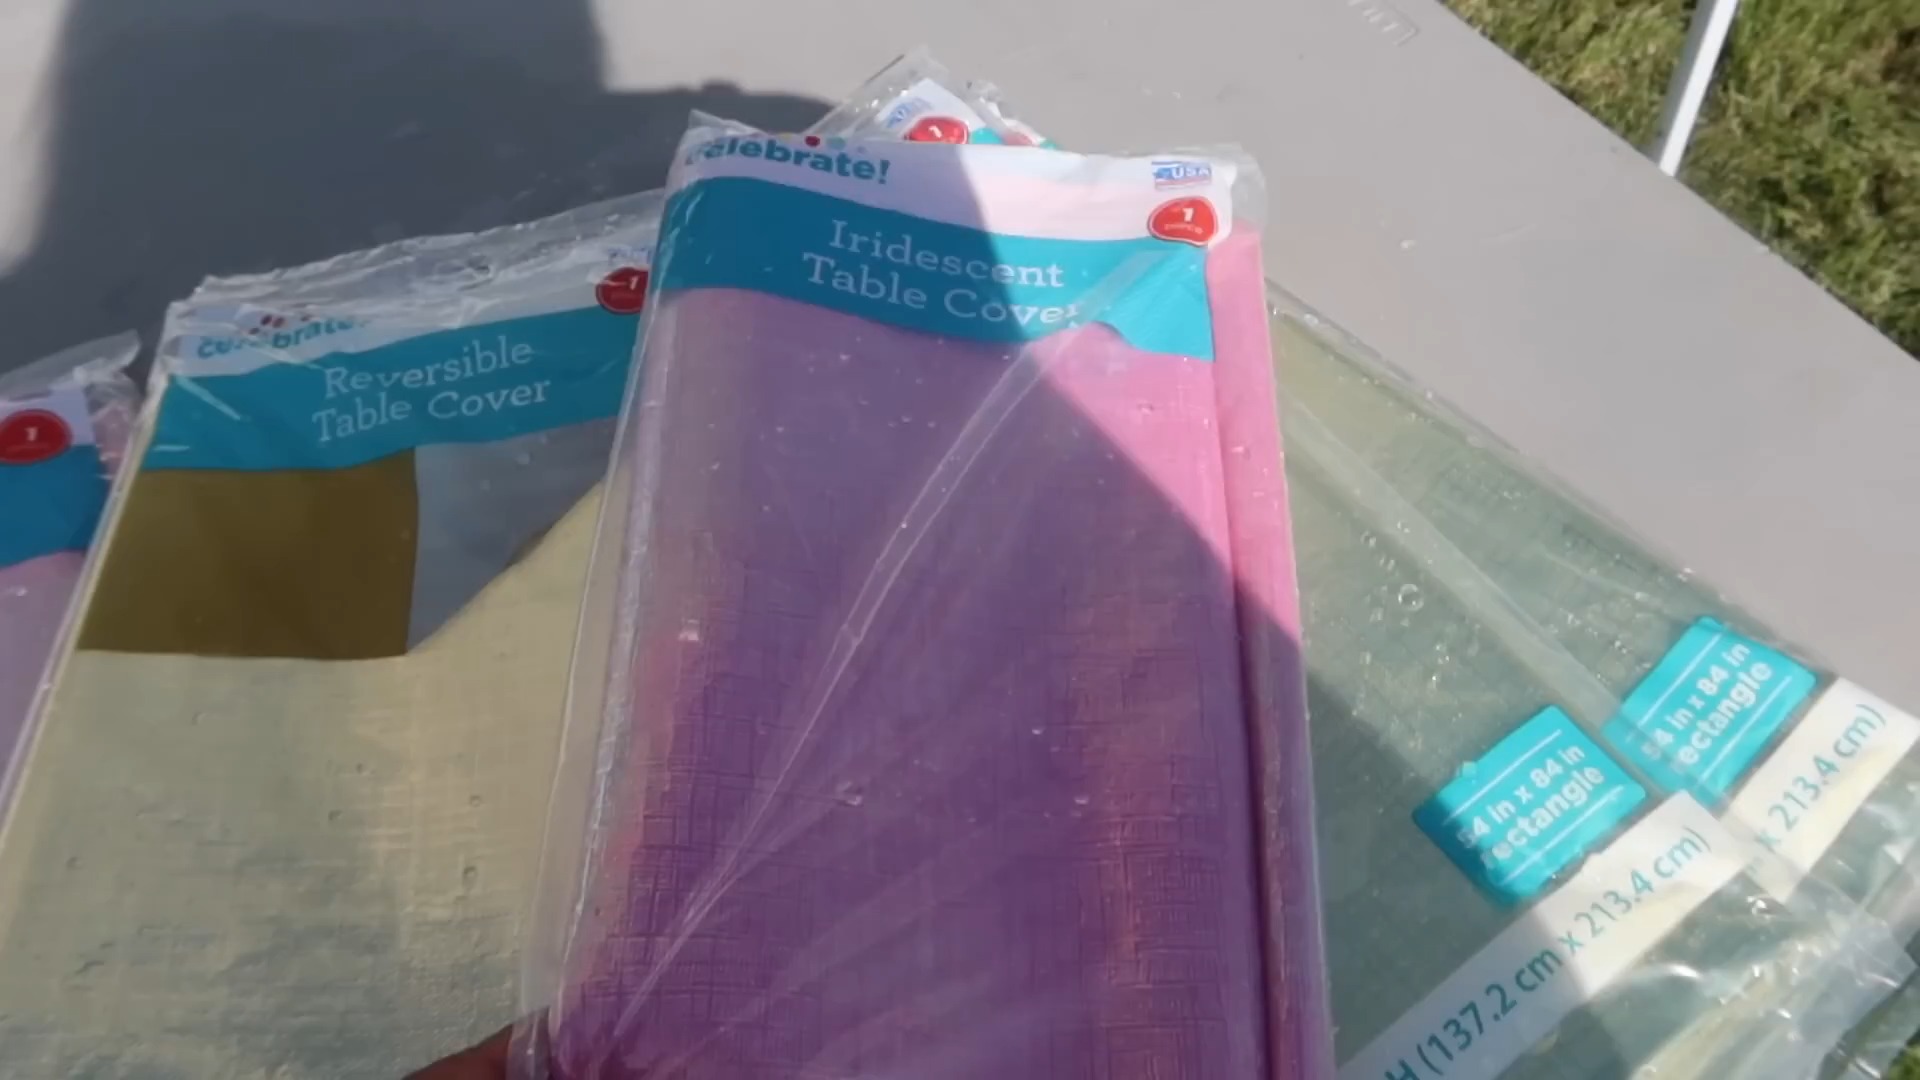 celebrate!
USA
1
Iridescent
Table Cover
1
celebrate!
1
Reversible
Table Cover
1
54 in x 84 in
rectangle
x 213.4 cm)
54 in x 84 in
rectangle
H (137.2 cm x 213.4 cm)